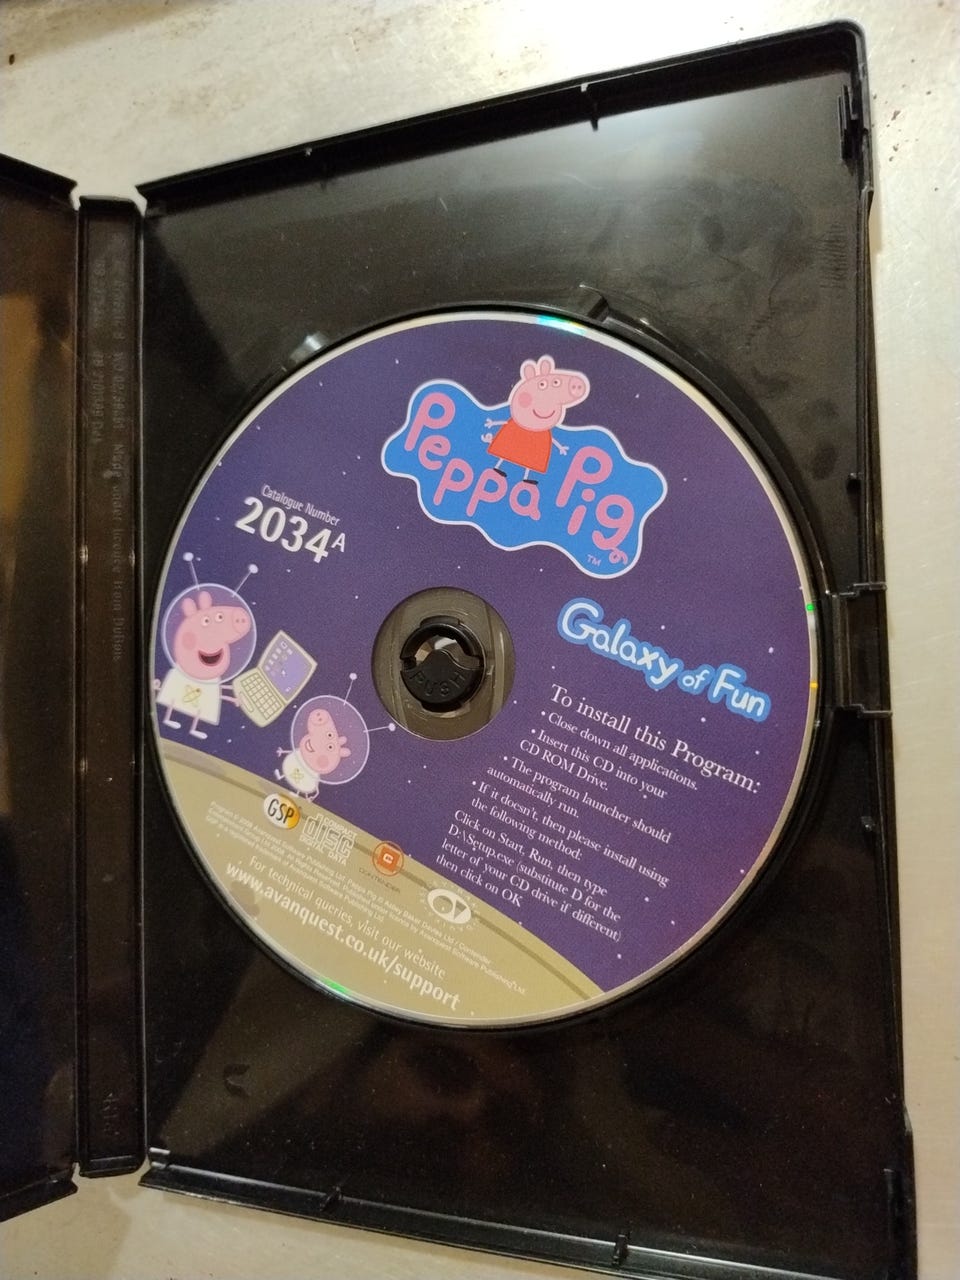 Peppa Pig
TM
Catalogue Number
2034A
Galaxy of Fun
PUSH
To install this Program:
• Close down all applications.
• Insert this CD into your
CD ROM Drive.
• The program launcher should
automatically run.
• If it doesn't, then please install using
the following method:
Click on Start, Run, then type
D:\Setup.exe (substitute D for the
letter of your CD drive if different)
then click on OK
GSP
COMPACT
disc
DIGITAL DATA
CONTENDER
For technical queries, visit our website
www.avanquest.co.uk/support